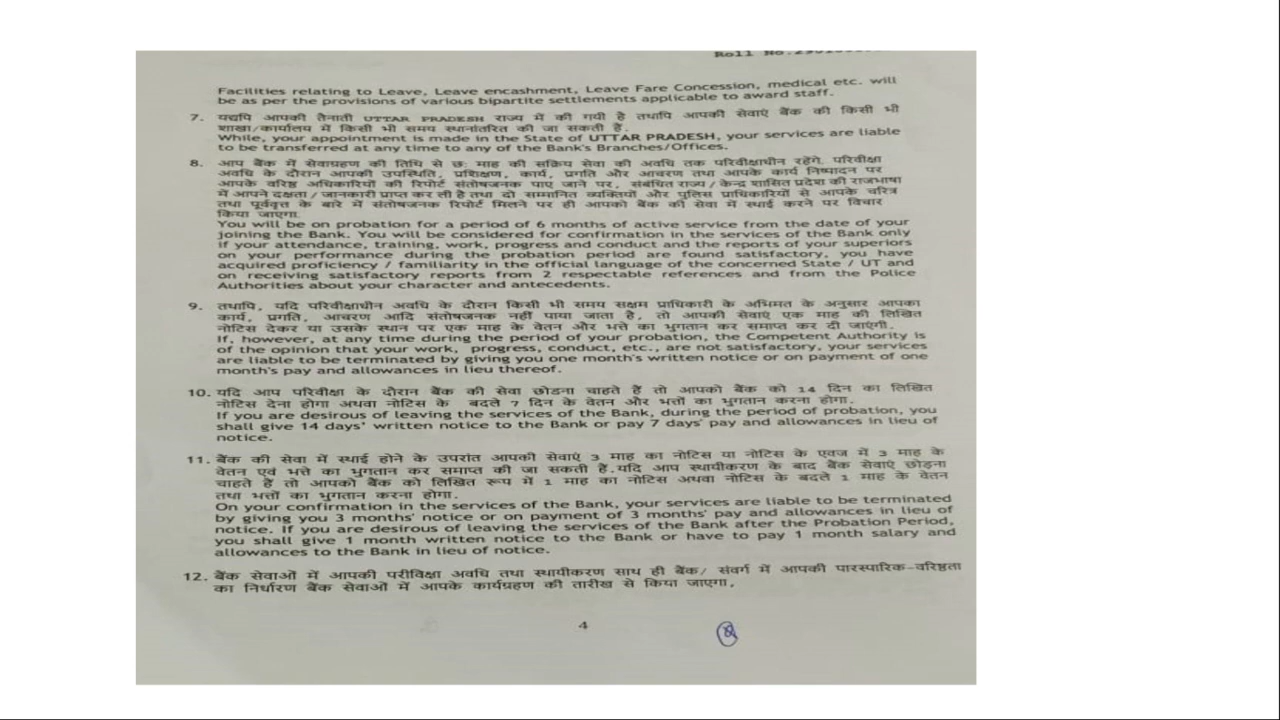 Roll No.
Facilities relating to Leave, Leave encashment, Leave Fare Concession, medical etc. will
be as per the provisions of various bipartite settlements applicable to award staff.
7. यद्यपि आपकी तैनाती UTTAR PRADESH राज्य में की गयी है तथापि आपकी सेवाएं बैंक की किसी भी
शाखा/कार्यालय में किसी भी समय स्थानांतरित की जा सकती है.
While, your appointment is made in the State of UTTAR PRADESH, your services are liable
to be transferred at any time to any of the Bank's Branches/Offices.
8. आप बैंक में सेवाग्रहण की तिथि से छः माह की सक्रिय सेवा की अवधि तक परिवीक्षाधीन रहेंगे. परिवीक्षा
अवधि के दौरान आपकी उपस्थिति, प्रशिक्षण, कार्य, प्रगति और आचरण तथा आपके कार्य निष्पादन पर
आपके वरिष्ठ अधिकारियों की रिपोर्ट संतोषजनक पाए जाने पर, संबंधित राज्य / केन्द्र शासित प्रदेश की राजभाषा
में आपने दक्षता / जानकारी प्राप्त कर ली है तथा दो सम्मानित व्यक्तियों और पुलिस प्राधिकारियों से आपके चरित्र
तथा पूर्ववृत्त के बारे में संतोषजनक रिपोर्ट मिलने पर ही आपको बैंक की सेवा में स्थाई करने पर विचार
किया जाएगा.
You will be on probation for a period of 6 months of active service from the date of your
joining the Bank. You will be considered for confirmation in the services of the Bank only
if your attendance, training, work, progress and conduct and the reports of your superiors
on your performance during the probation period are found satisfactory, you have
acquired proficiency / familiarity in the official language of the concerned State / UT and
on receiving satisfactory reports from 2 respectable references and from the Police
Authorities about your character and antecedents.
9. तथापि, यदि परिवीक्षाधीन अवधि के दौरान किसी भी समय सक्षम प्राधिकारी के अभिमत के अनुसार आपका
कार्य, प्रगति, आचरण आदि संतोषजनक नहीं पाया जाता है, तो आपकी सेवाएं एक माह की लिखित
नोटिस देकर या उसके स्थान पर एक माह के वेतन और भत्ते का भुगतान कर समाप्त कर दी जाएंगी.
If, however, at any time during the period of your probation, the Competent Authority is
of the opinion that your work, progress, conduct, etc., are not satisfactory, your services
are liable to be terminated by giving you one month's written notice or on payment of one
month's pay and allowances in lieu thereof.
10. यदि आप परिवीक्षा के दौरान बैंक की सेवा छोडना चाहते हैं तो आपको बैंक को 14 दिन का लिखित
नोटिस देना होगा अथवा नोटिस के बदले 7 दिन के वेतन और भत्तों का भुगतान करना होगा.
If you are desirous of leaving the services of the Bank, during the period of probation, you
shall give 14 days' written notice to the Bank or pay 7 days' pay and allowances in lieu of
notice.
11. बैंक की सेवा में स्थाई होने के उपरांत आपकी सेवाएं 3 माह का नोटिस या नोटिस के एवज में 3 माह के
वेतन एवं भत्ते का भुगतान कर समाप्त की जा सकती है.यदि आप स्थायीकरण के बाद बैंक सेवाएं छोड़ना
चाहते हैं तो आपको बैंक को लिखित रूप में 1 माह का नोटिस अथवा नोटिस के बदले 1 माह के वेतन
तथा भत्तों का भुगतान करना होगा.
On your confirmation in the services of the Bank, your services are liable to be terminated
by giving you 3 months' notice or on payment of 3 months' pay and allowances in lieu of
notice. If you are desirous of leaving the services of the Bank after the Probation Period,
you shall give 1 month written notice to the Bank or have to pay 1 month salary and
allowances to the Bank in lieu of notice.
12. बैंक सेवाओं में आपकी परीविक्षा अवधि तथा स्थायीकरण साथ ही बैंक/ संवर्ग में आपकी पारस्पारिक-वरिष्ठता
का निर्धारण बैंक सेवाओं में आपके कार्यग्रहण की तारीख से किया जाएगा.
4